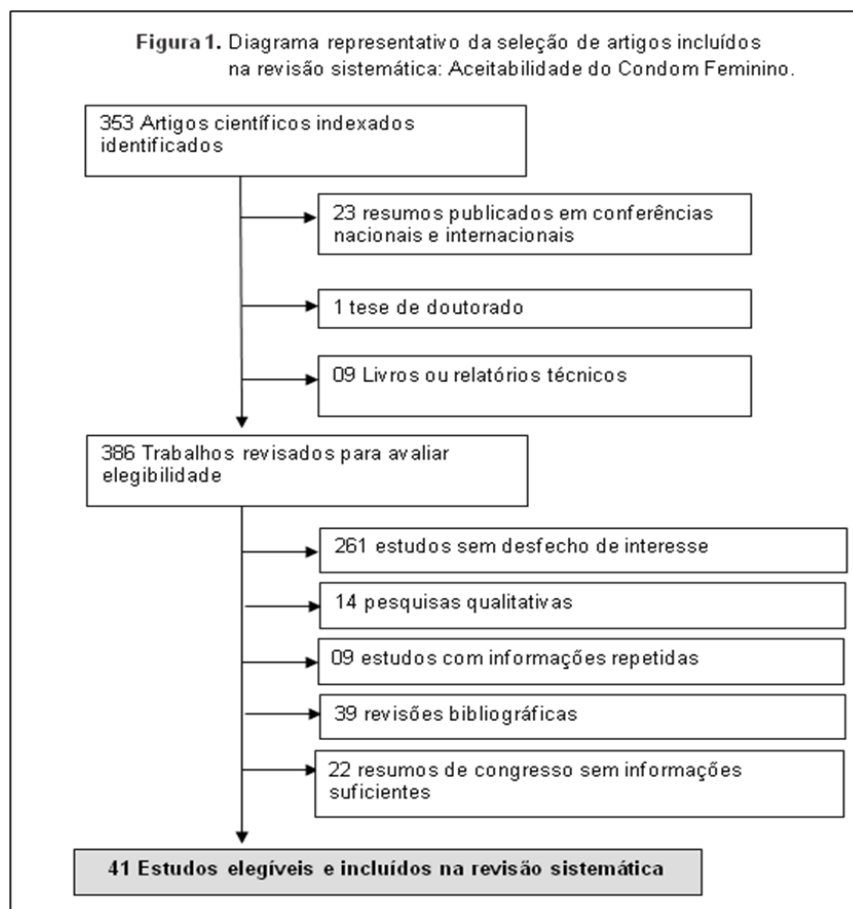 Figura 1. Diagrama representativo da seleção de artigos incluídos
na revisão sistemática: Aceitabilidade do Condom Feminino.
353 Artigos científicos indexados
identificados
23 resumos publicados em conferências
nacionais e internacionais
1 tese de doutorado
09 Livros ou relatórios técnicos
386 Trabalhos revisados para avaliar
elegibilidade
261 estudos sem desfecho de interesse
14 pesquisas qualitativas
09 estudos com informações repetidas
39 revisões bibliográficas
22 resumos de congresso sem informações
suficientes
41 Estudos elegíveis e incluídos na revisão sistemática